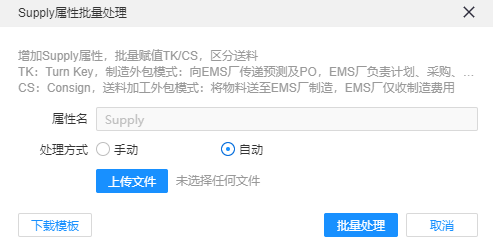 Supply属性批量处理
增加Supply属性，批量赋值TK/CS，区分送料
TK：Turn Key，制造外包模式：向EMS厂传递预测及PO，EMS厂负责计划、采购、…
CS：Consign，送料加工外包模式：将物料送至EMS厂制造，EMS厂仅收制造费用
属性名 Supply
处理方式 手动 自动
上传文件 未选择任何文件
下载模板 批量处理 取消